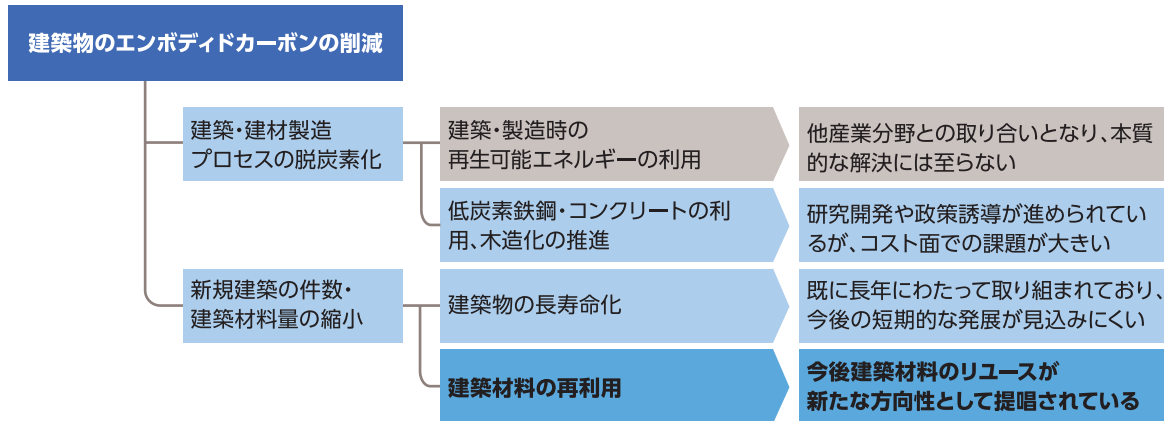 建築物のエンボディドカーボンの削減
建築・建材製造
プロセスの脱炭素化
建築・製造時の
再生可能エネルギーの利用
他産業分野との取り合いとなり、本質
的な解決には至らない
低炭素鉄鋼・コンクリートの利
用、木造化の推進
研究開発や政策誘導が進められてい
るが、コスト面での課題が大きい
新規建築の件数・
建築材料量の縮小
建築物の長寿命化
既に長年にわたって取り組まれており、
今後の短期的な発展が見込みにくい
建築材料の再利用
今後建築材料のリユースが
新たな方向性として提唱されている